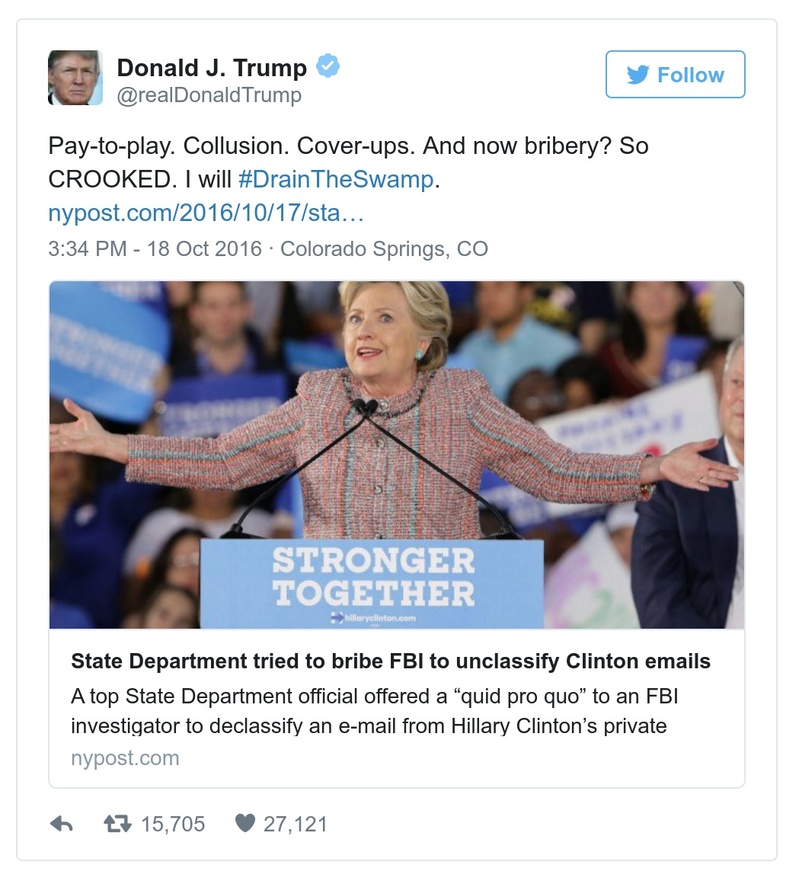 Donald J. Trump
@realDonaldTrump
Follow
Pay-to-play. Collusion. Cover-ups. And now bribery? So
CROOKED. I will #DrainTheSwamp.
nypost.com/2016/10/17/sta…
3:34 PM - 18 Oct 2016 · Colorado Springs, CO
STRONGER
TOGETHER
STRONGER
STRONGER
TOGETHER
hillaryclinton.com
State Department tried to bribe FBI to unclassify Clinton emails
A top State Department official offered a “quid pro quo” to an FBI
investigator to declassify an e-mail from Hillary Clinton’s private
nypost.com
15,705 27,121